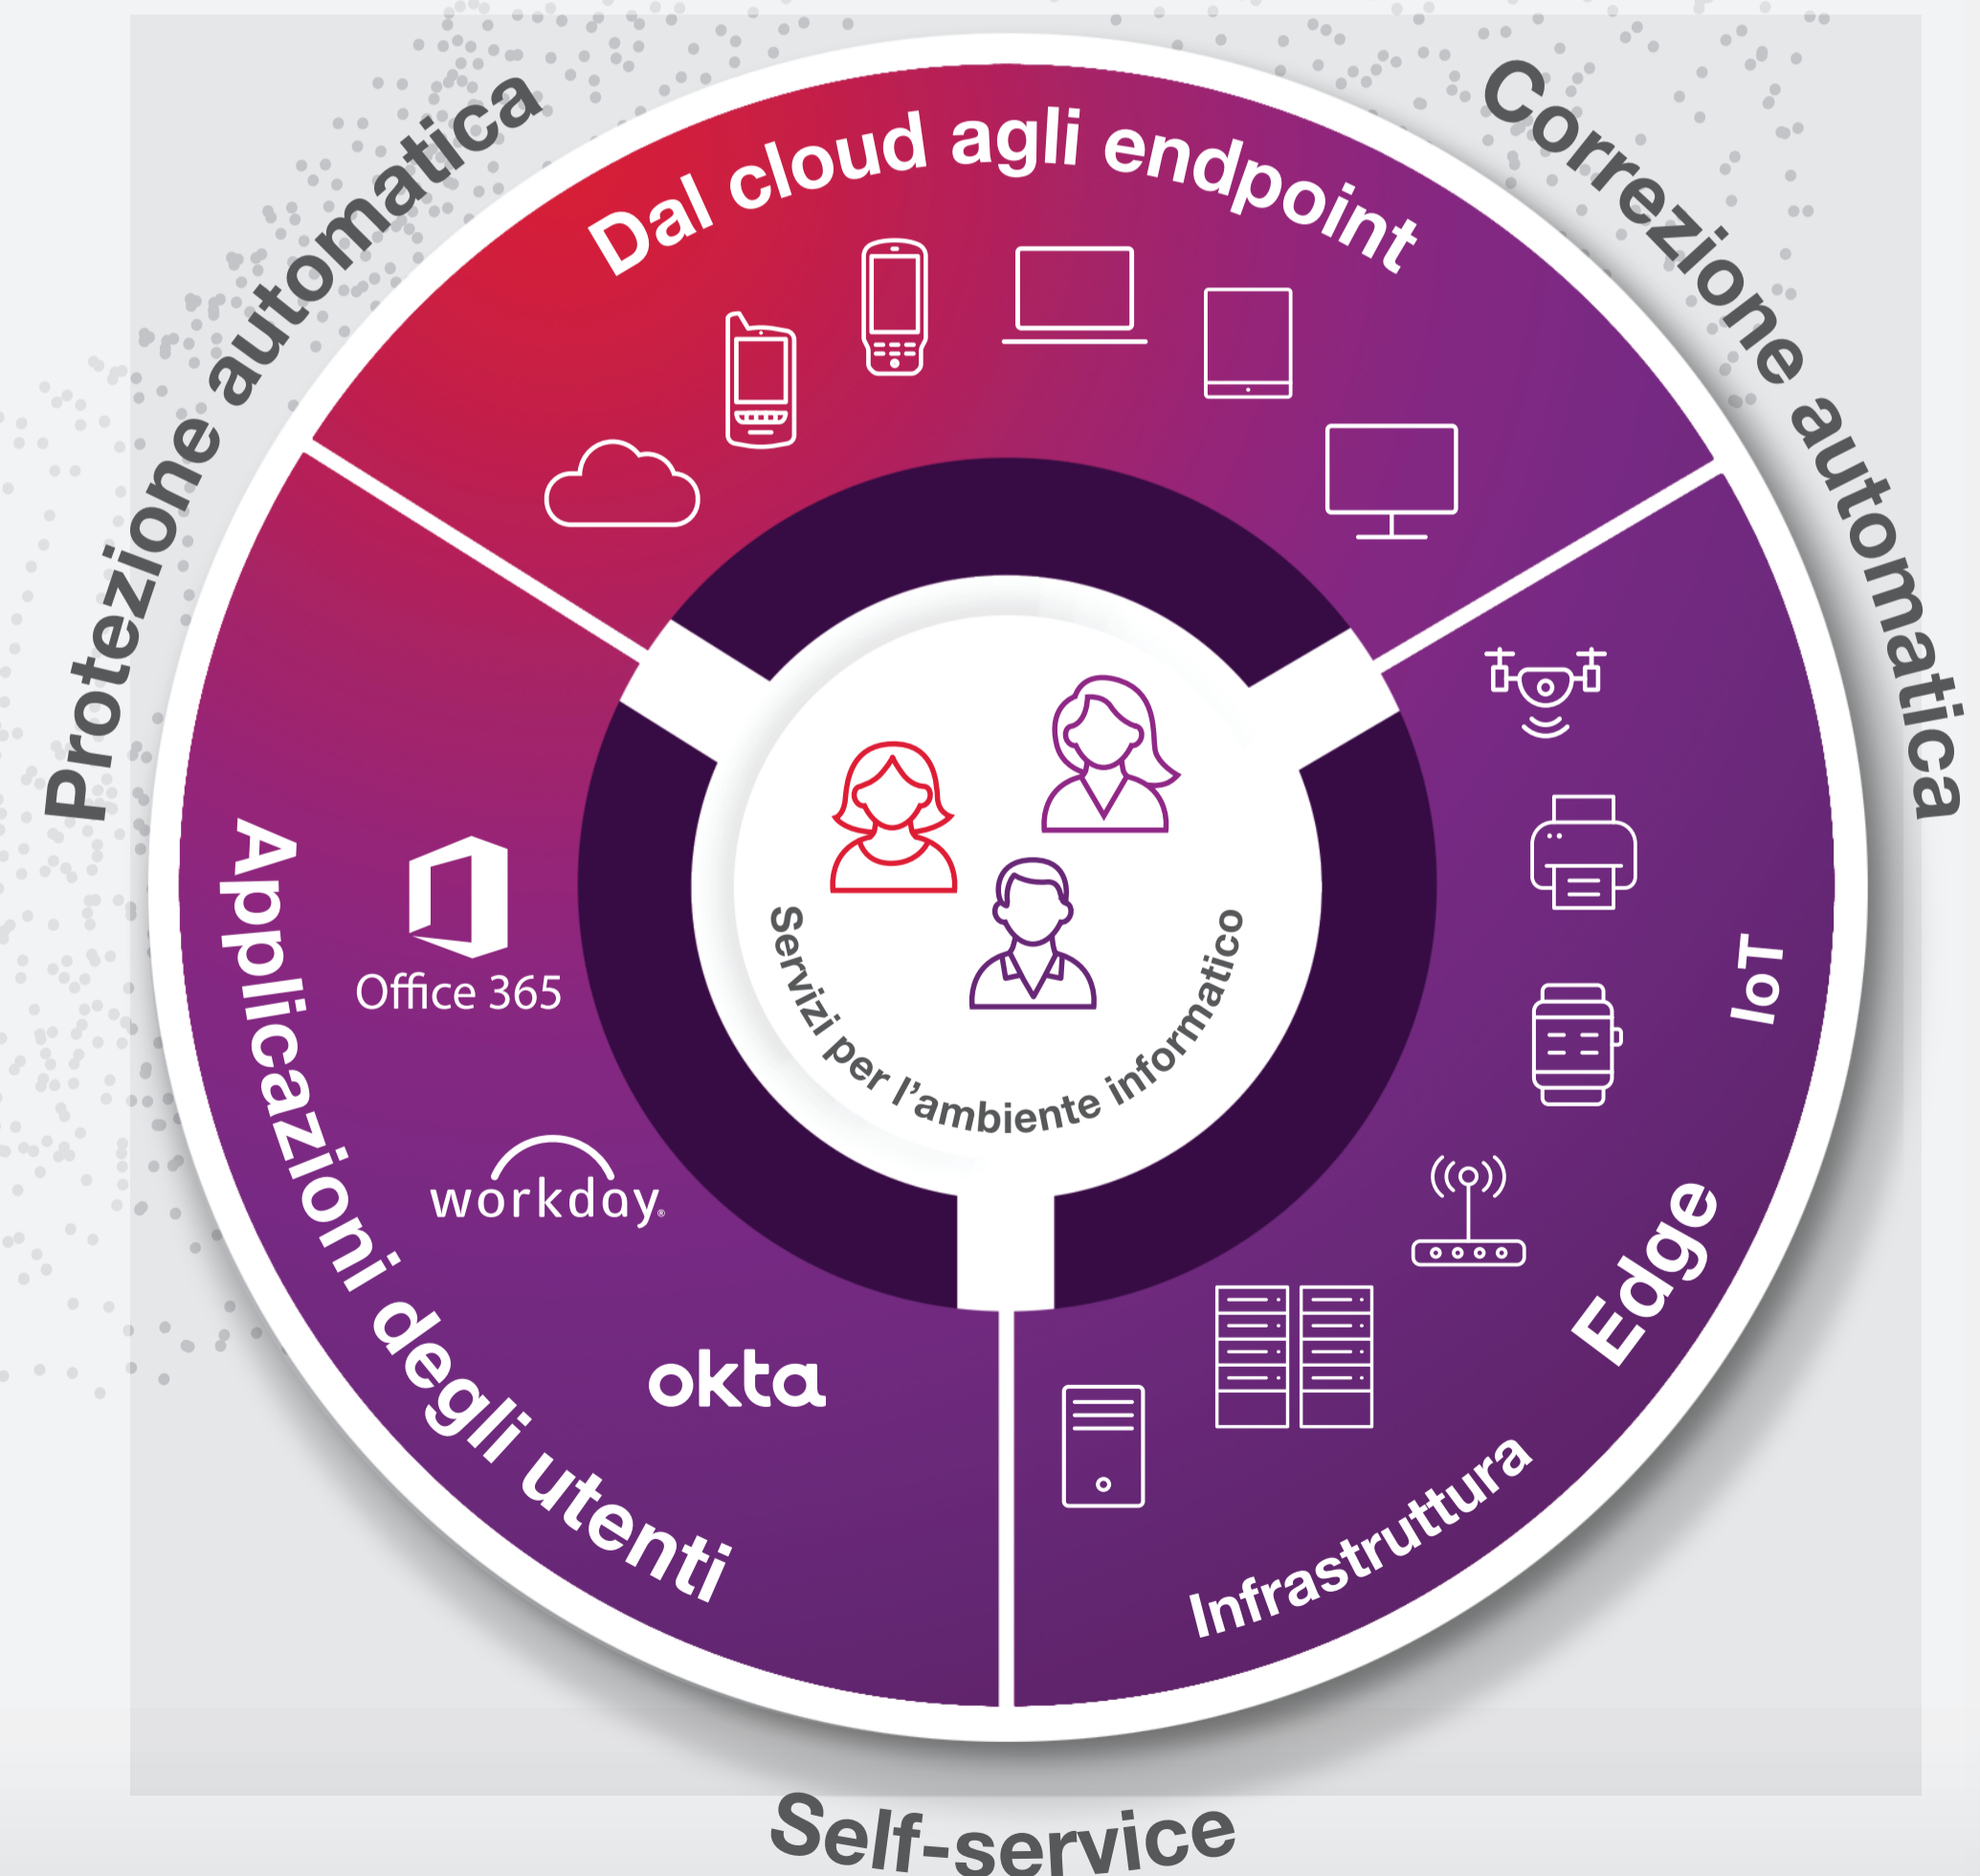 Protezione automatica
Correzione automatica
Dal cloud agli endpoint
Applicazioni degli utenti
Office 365
workday®
okta
Servizi per l'ambiente informatico
IoT
Edge
Infrastruttura
Self-service